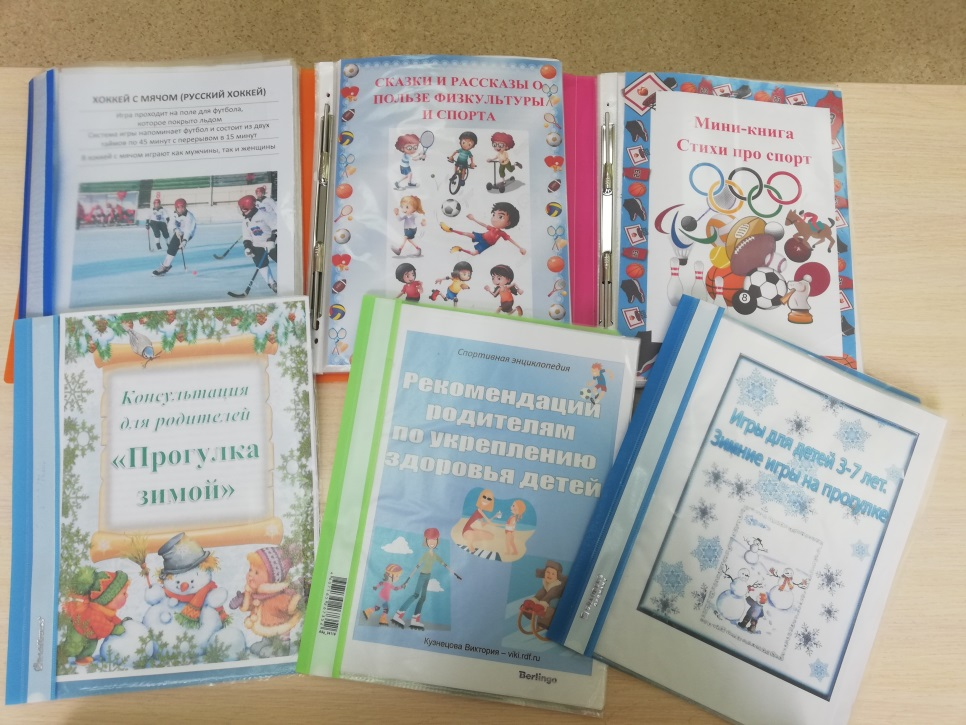 ХОККЕЙ С МЯЧОМ (РУССКИЙ ХОККЕЙ)
Игра проходит на поле для футбола,
которое покрыто льдом
Система игры напоминает футбол и состоит из двух
таймов по 45 минут с перерывом в 15 минут
В хоккей с мячом играют как мужчины, так и женщины
СКАЗКИ И РАССКАЗЫ О
ПОЛЬЗЕ ФИЗКУЛЬТУРЫ
И СПОРТА
Мини-книга
Стихи про спорт
8
Консультация
для родителей
«Прогулка
зимой»
Спортивная энциклопедия
Рекомендации
родителям
по укреплению
здоровья детей
Кузнецова Виктория – viki.rdf.ru
Berlingo
Игры для детей 3-7 лет.
Зимние игры на прогулке